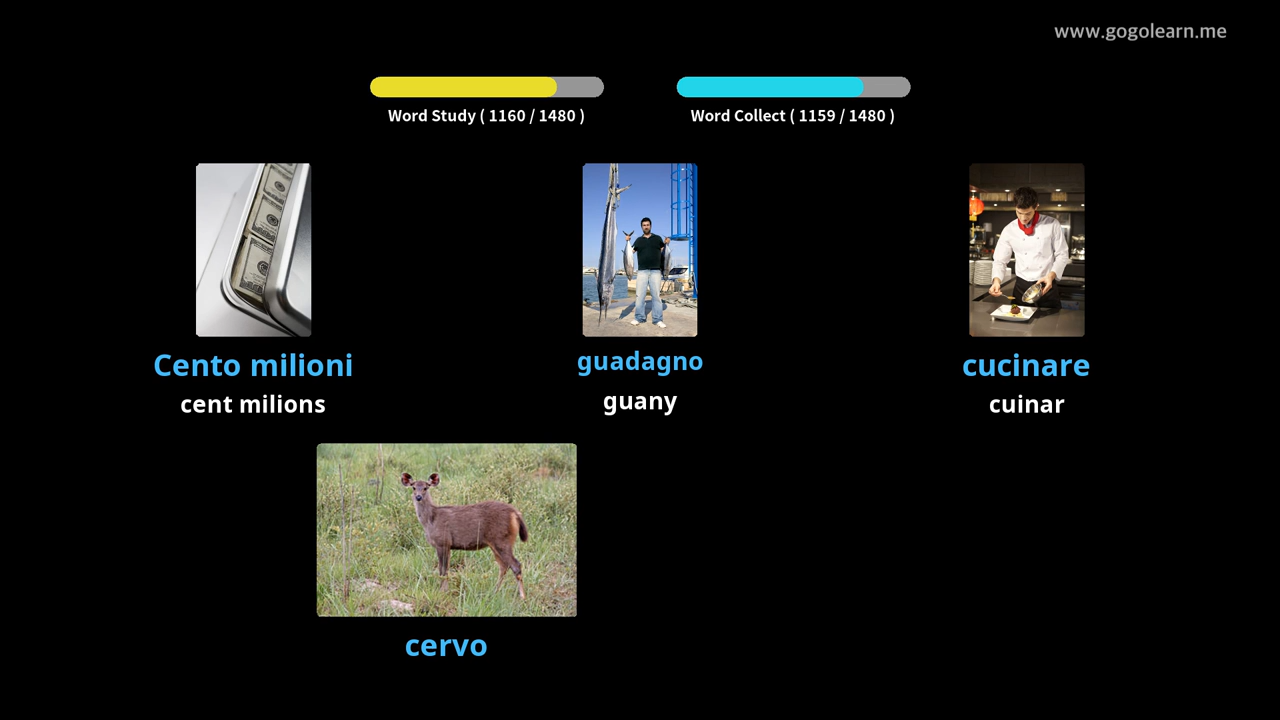 www.gogolearn.me
Word Study ( 1160 / 1480 )
Word Collect ( 1159 / 1480 )
Cento milioni
cent milions
guadagno
guany
cucinare
cuinar
cervo